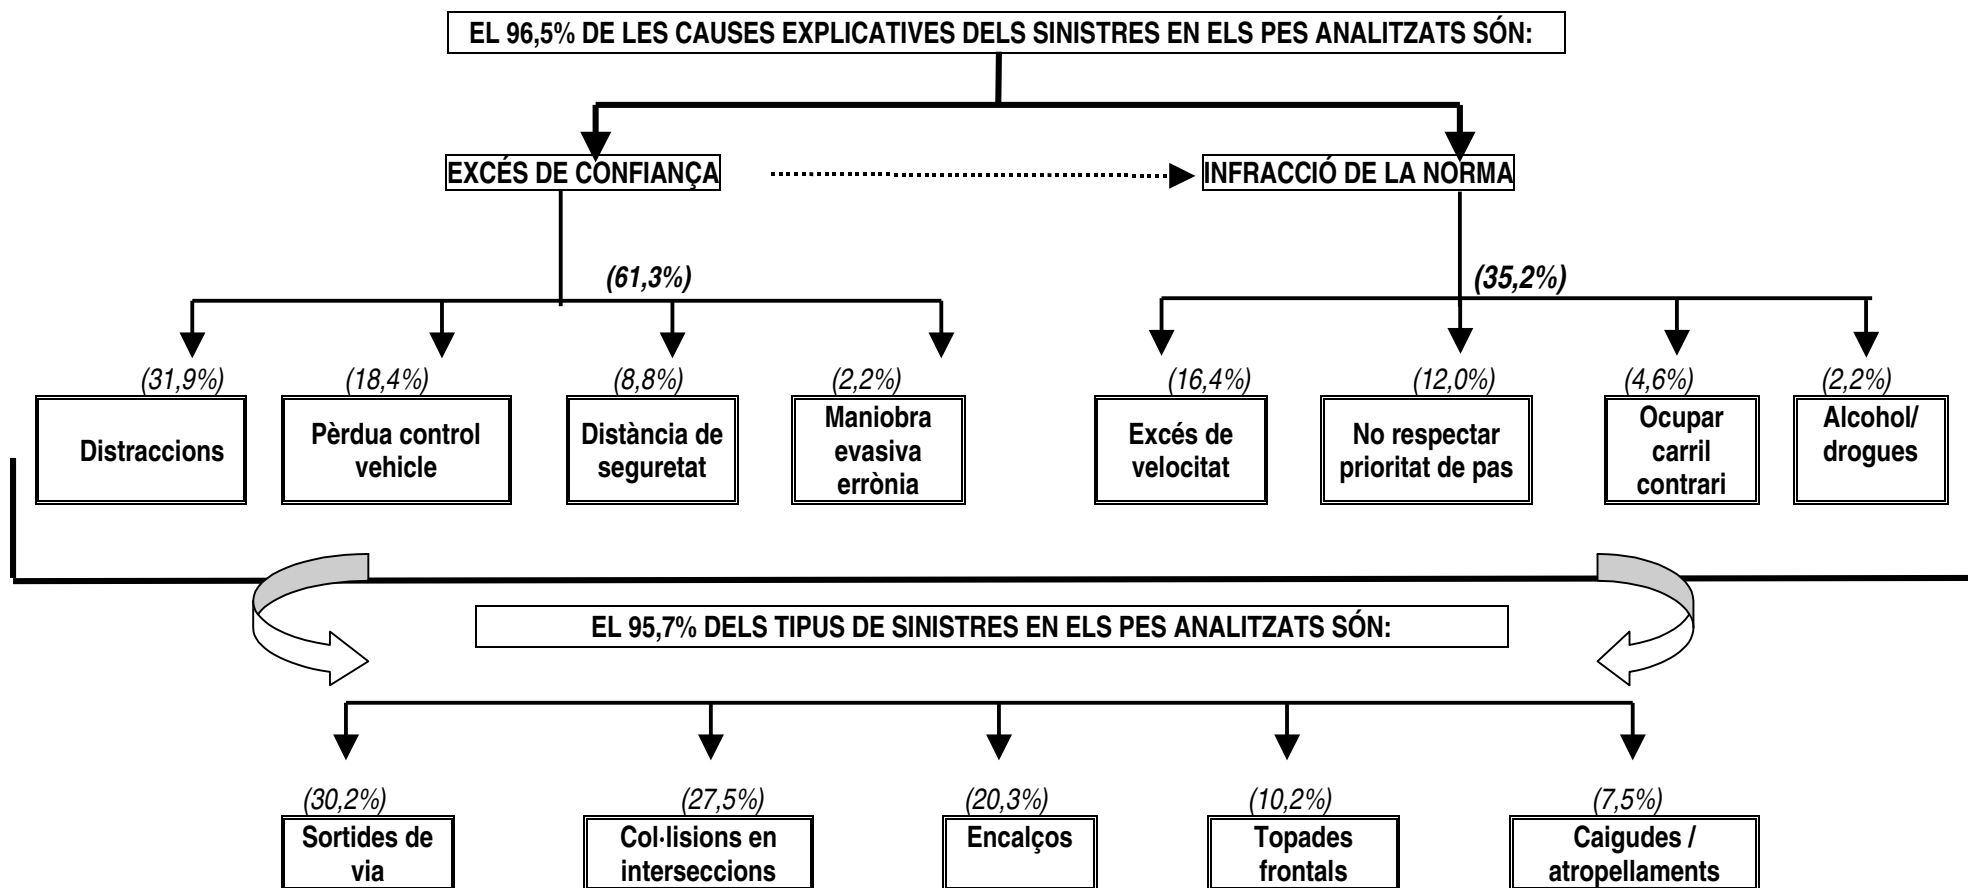 EL 96,5% DE LES CAUSES EXPLICATIVES DELS SINISTRES EN ELS PES ANALITZATS SÓN:
EXCÉS DE CONFIANÇA
INFRACCIÓ DE LA NORMA
(61,3%)
(35,2%)
(31,9%)
Distraccions
(18,4%)
Pèrdua control
vehicle
(8,8%)
Distància de
seguretat
(2,2%)
Maniobra
evasiva
errònia
(16,4%)
Excés de
velocitat
(12,0%)
No respectar
prioritat de pas
(4,6%)
Ocupar
carril
contrari
(2,2%)
Alcohol/
drogues
EL 95,7% DELS TIPUS DE SINISTRES EN ELS PES ANALITZATS SÓN:
(30,2%)
Sortides de
via
(27,5%)
Col·lisions en
interseccions
(20,3%)
Encalços
(10,2%)
Topades
frontals
(7,5%)
Caigudes /
atropellaments